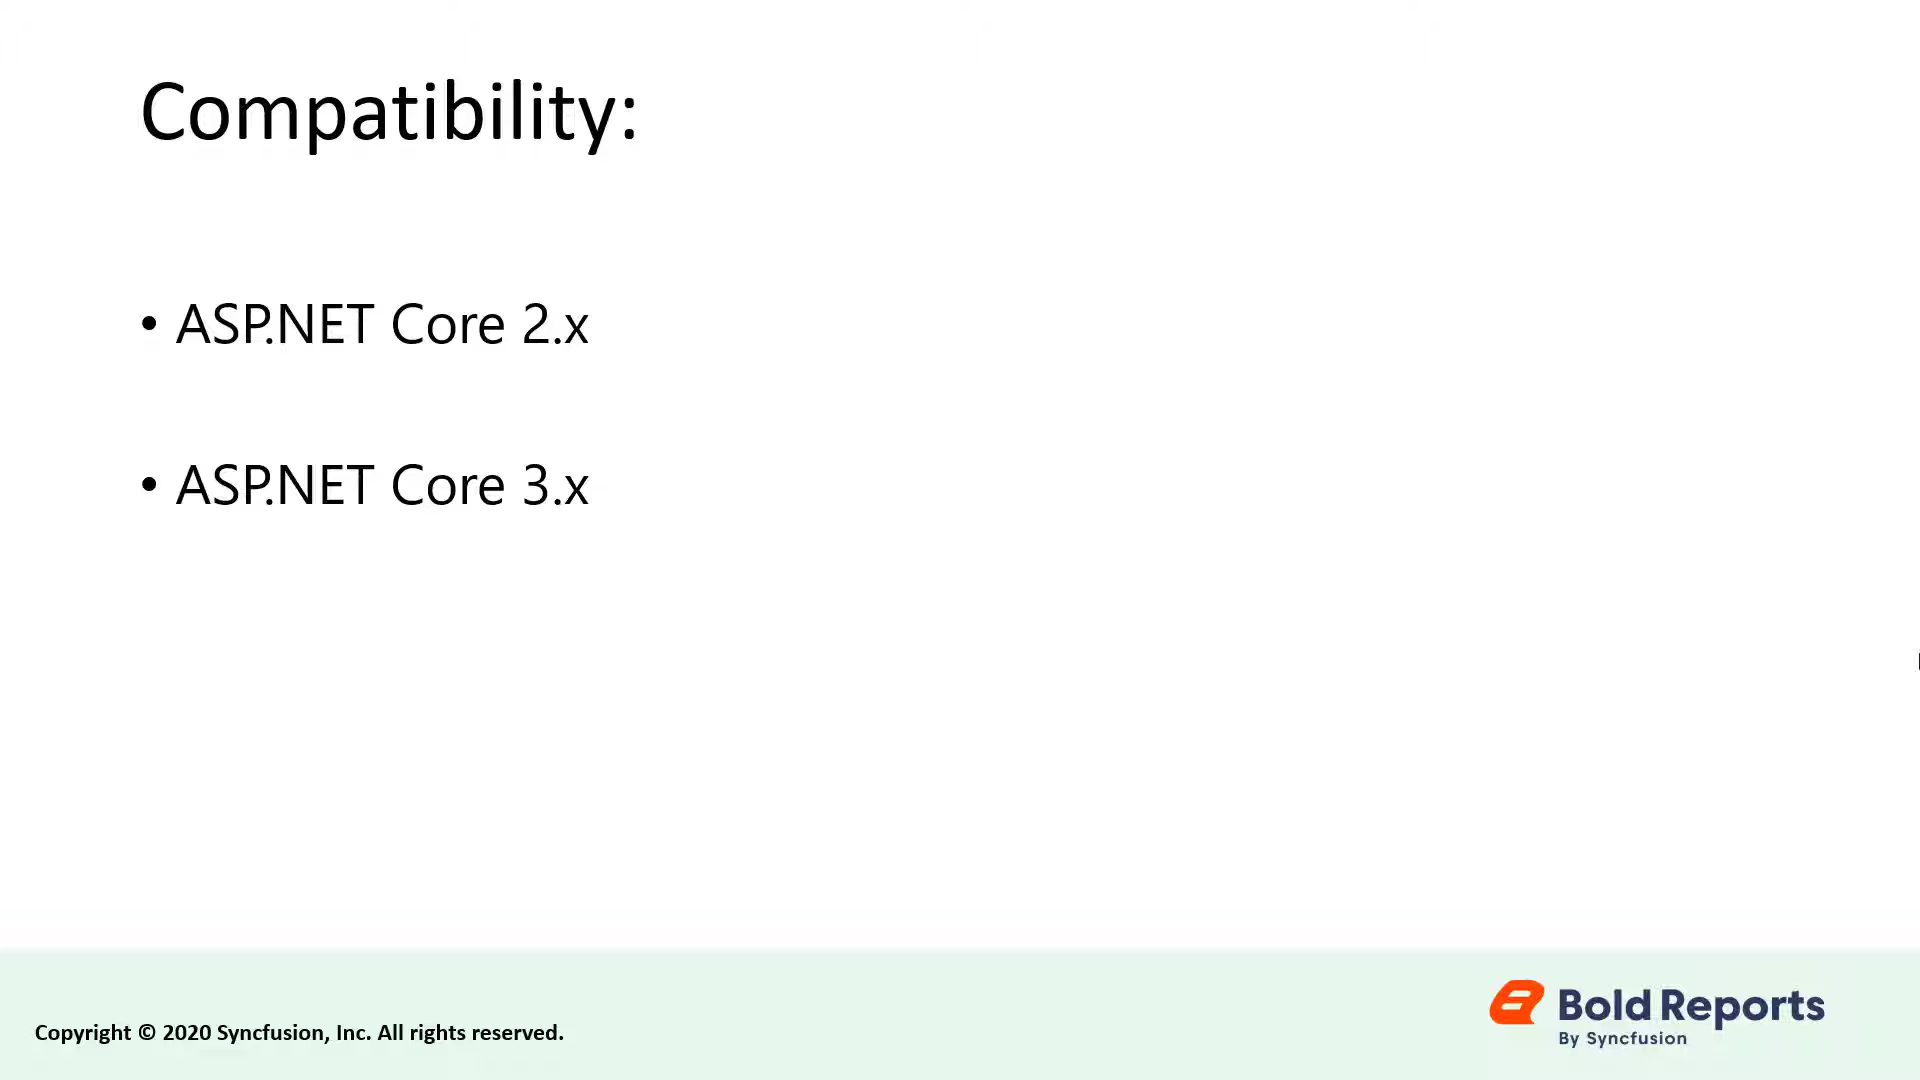 Compatibility:
• ASP.NET Core 2.x
• ASP.NET Core 3.x
Copyright © 2020 Syncfusion, Inc. All rights reserved.
Bold Reports
By Syncfusion